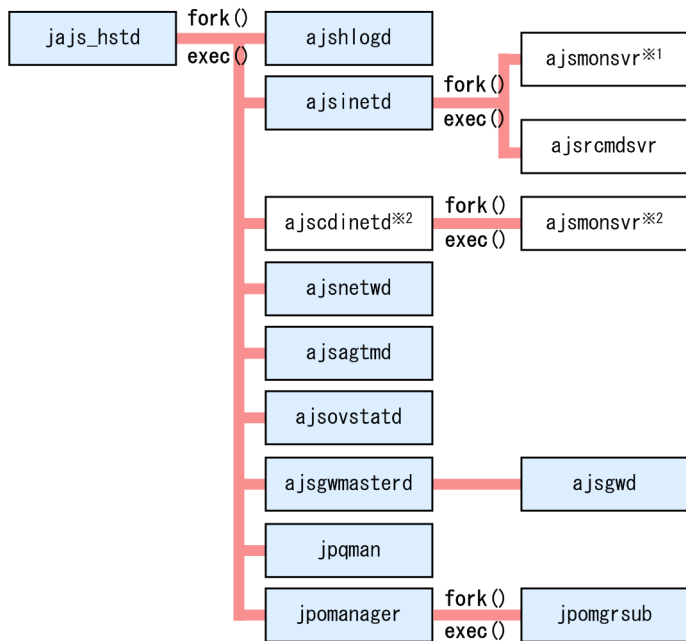 jajs_hstd
fork()
exec()
ajshlogd
ajsinetd
fork()
exec()
ajsmonsvr※1
ajsrcmdsvr
ajscdinetd※2
fork()
exec()
ajsmonsvr※2
ajsnetwd
ajsagtmd
ajsovstatd
ajsgwmasterd
ajsgwd
jpqman
jpomanager
fork()
exec()
jpomgrsub